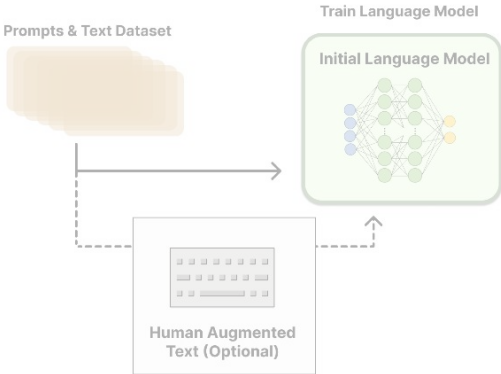 Train Language Model
Prompts & Text Dataset
Initial Language Model
Human Augmented
Text (Optional)